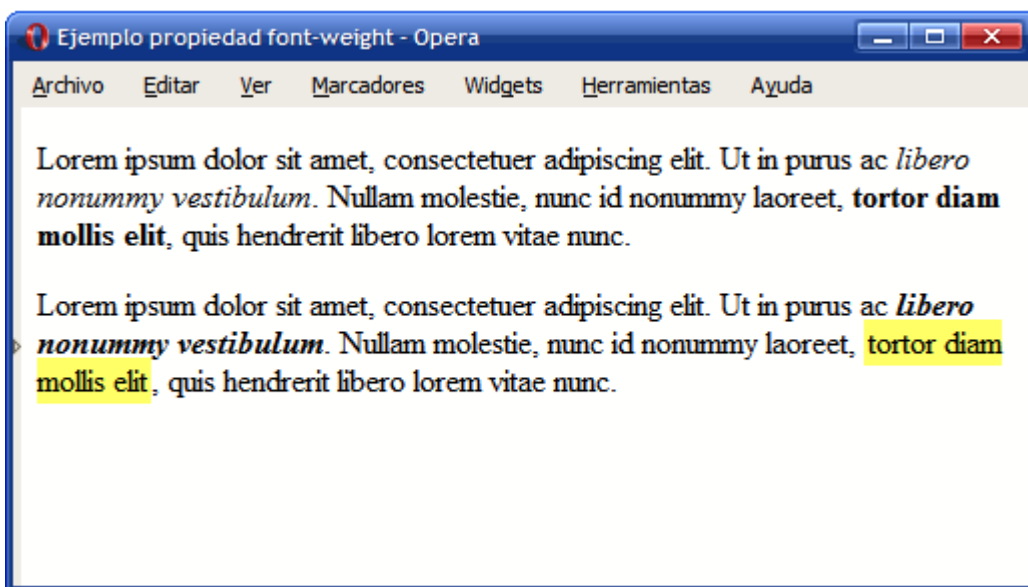 Ejemplo propiedad font-weight - Opera
Archivo Editar Ver Marcadores Widgets Herramientas Ayuda
Lorem ipsum dolor sit amet, consectetuer adipiscing elit. Ut in purus ac libero
nonummy vestibulum. Nullam molestie, nunc id nonummy laoreet, tortor diam
mollis elit, quis hendrerit libero lorem vitae nunc.
Lorem ipsum dolor sit amet, consectetuer adipiscing elit. Ut in purus ac libero
nonummy vestibulum. Nullam molestie, nunc id nonummy laoreet, tortor diam
mollis elit, quis hendrerit libero lorem vitae nunc.